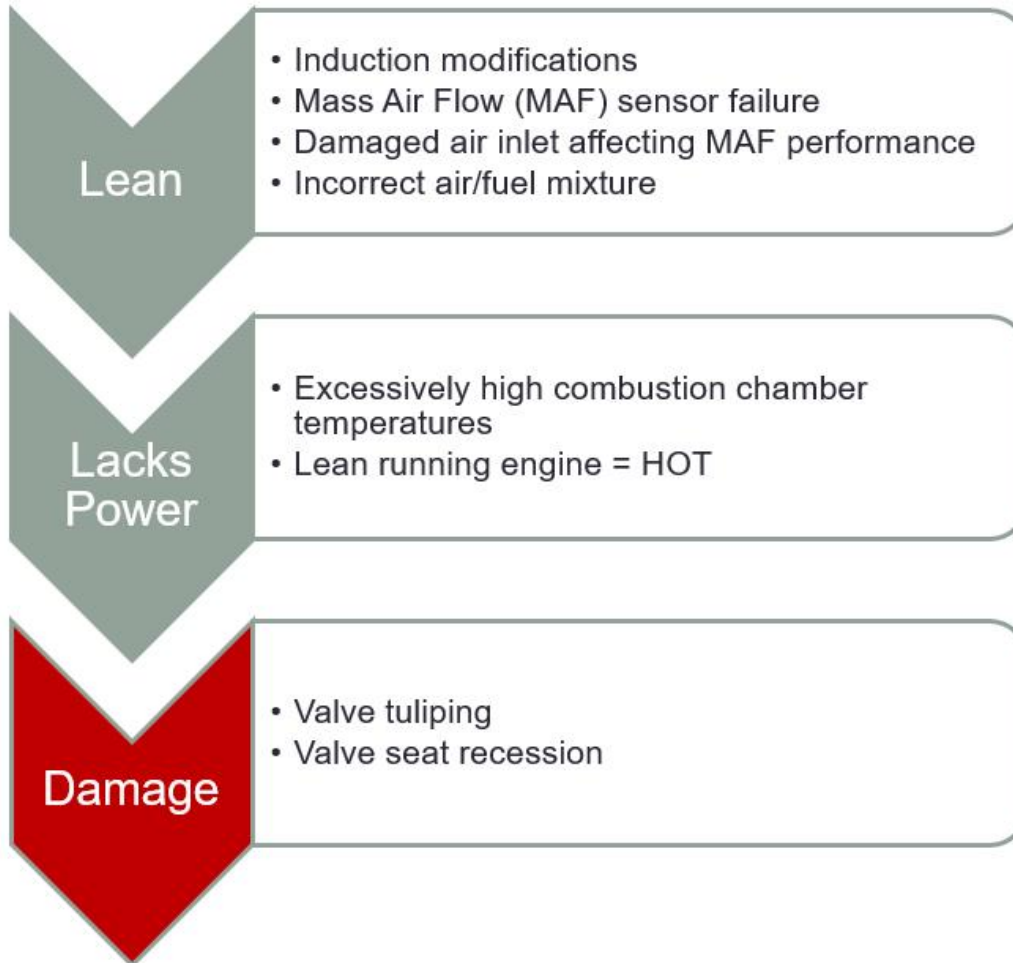 Lean
• Induction modifications
• Mass Air Flow (MAF) sensor failure
• Damaged air inlet affecting MAF performance
• Incorrect air/fuel mixture
Lacks
Power
• Excessively high combustion chamber
temperatures
• Lean running engine = HOT
Damage
• Valve tuliping
• Valve seat recession